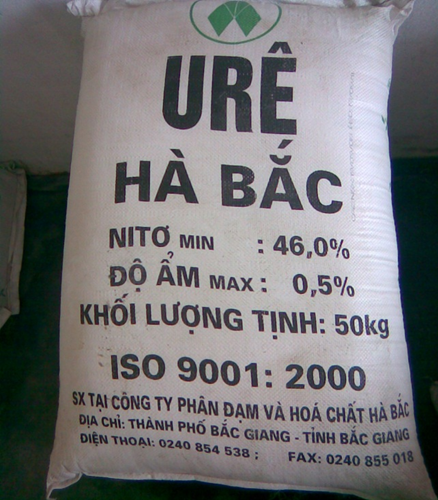 URÊ
HÀ BẮC
NITƠ MIN : 46,0%
ĐỘ ẨM MAX : 0,5%
KHỐI LƯỢNG TỊNH: 50kg
ISO 9001: 2000
SX TẠI CÔNG TY PHÂN ĐẠM VÀ HOÁ CHẤT HÀ BẮC
ĐỊA CHỈ: THÀNH PHỐ BẮC GIANG - TỈNH BẮC GIANG
ĐIỆN THOẠI: 0240 854 538 ; FAX: 0240 855 018